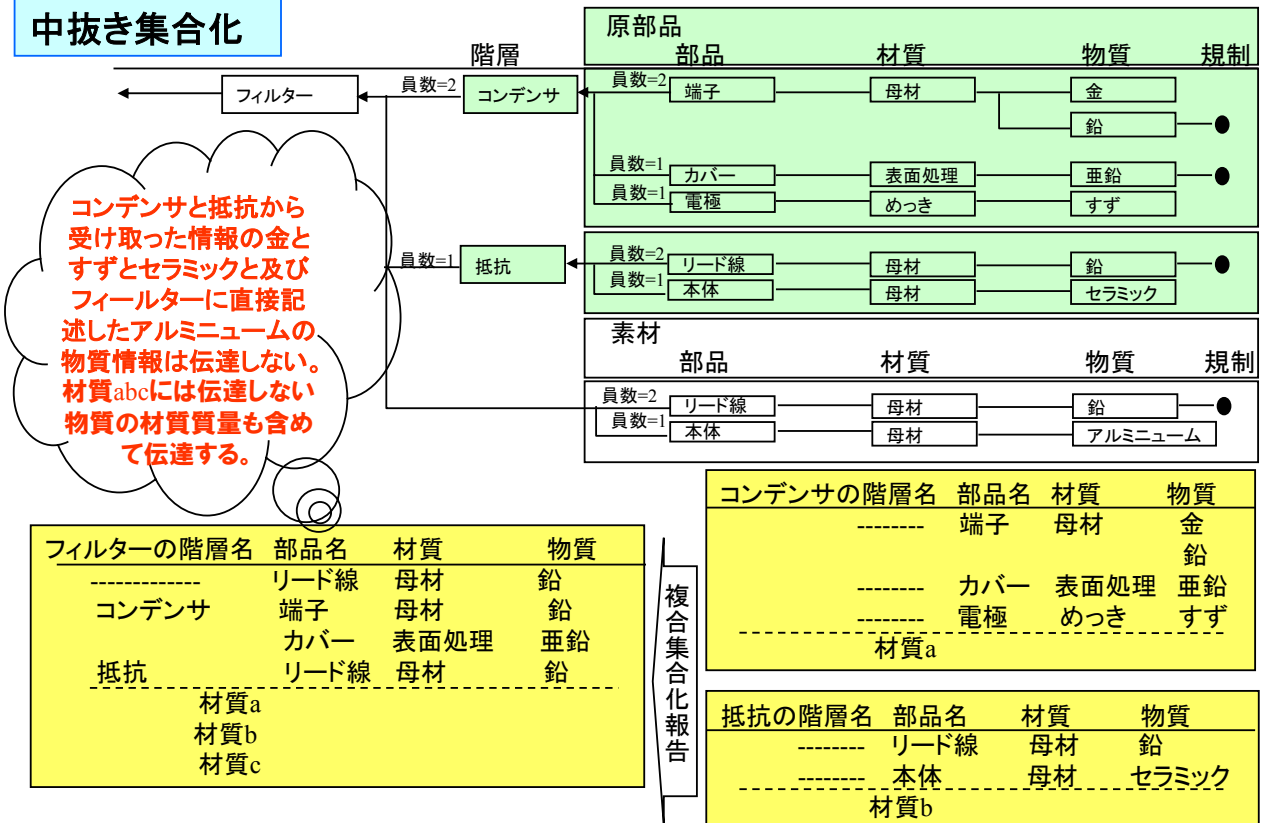 中抜き集合化
原部品
階層 部品 材質 物質 規制
フィルター 員数=2 コンデンサ 員数=2 端子 母材 金
鉛
員数=1 カバー 表面処理 亜鉛
員数=1 電極 めっき すず
員数=1 抵抗 員数=2 リード線 母材 鉛
員数=1 本体 母材 セラミック
素材
部品 材質 物質 規制
員数=2 リード線 母材 鉛
員数=1 本体 母材 アルミニューム
コンデンサと抵抗から
受け取った情報の金と
すずとセラミックと及び
フィールターに直接記
述したアルミニュームの
物質情報は伝達しない。
材質abcには伝達しない
物質の材質質量も含め
て伝達する。
フィルターの階層名 部品名 材質 物質
------------- リード線 母材 鉛
コンデンサ 端子 母材 鉛
カバー 表面処理 亜鉛
抵抗 リード線 母材 鉛
材質a
材質b
材質c
複合集合化報告
コンデンサの階層名 部品名 材質 物質
-------- 端子 母材 金
鉛
-------- カバー 表面処理 亜鉛
-------- 電極 めっき すず
材質a
抵抗の階層名 部品名 材質 物質
-------- リード線 母材 鉛
-------- 本体 母材 セラミック
材質b